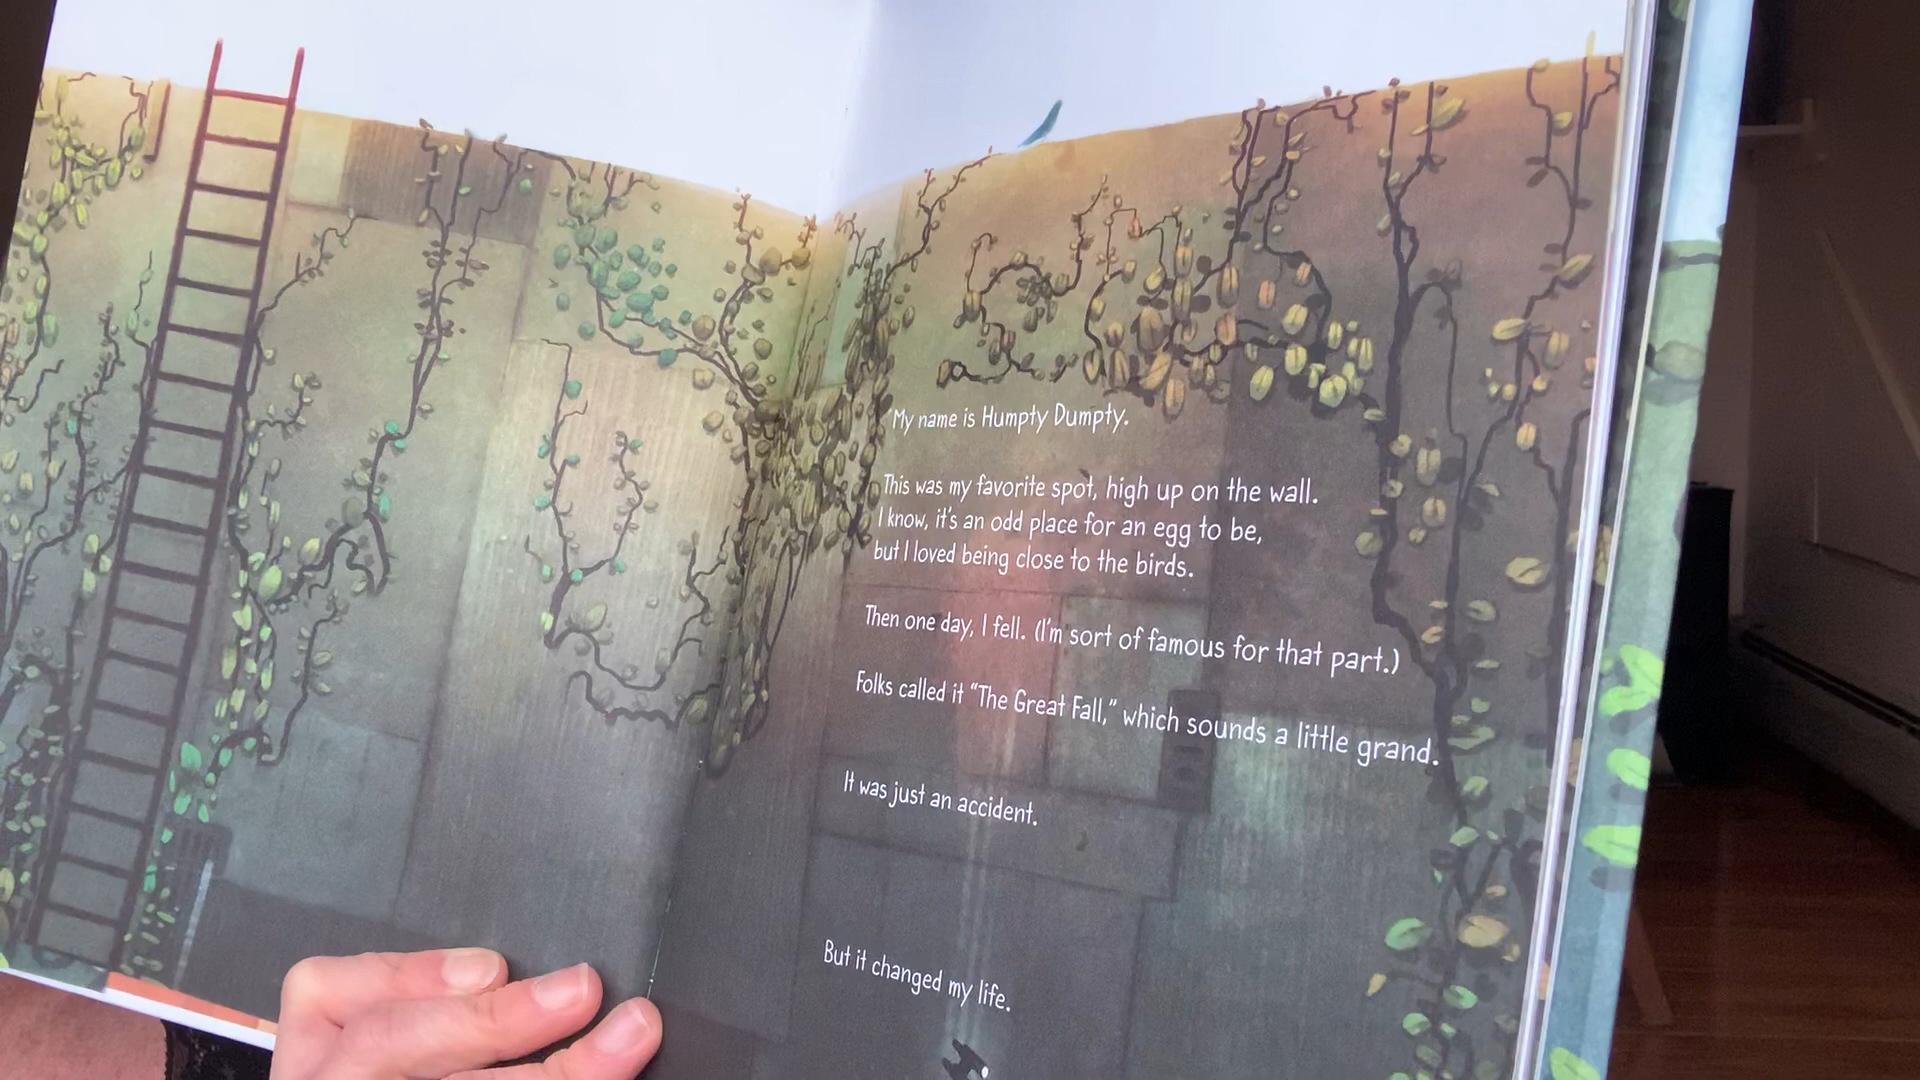 My name is Humpty Dumpty.
This was my favorite spot, high up on the wall.
I know, it's an odd place for an egg to be,
but I loved being close to the birds.
Then one day, I fell. (I'm sort of famous for that part.)
Folks called it "The Great Fall," which sounds a little grand.
It was just an accident.
But it changed my life.